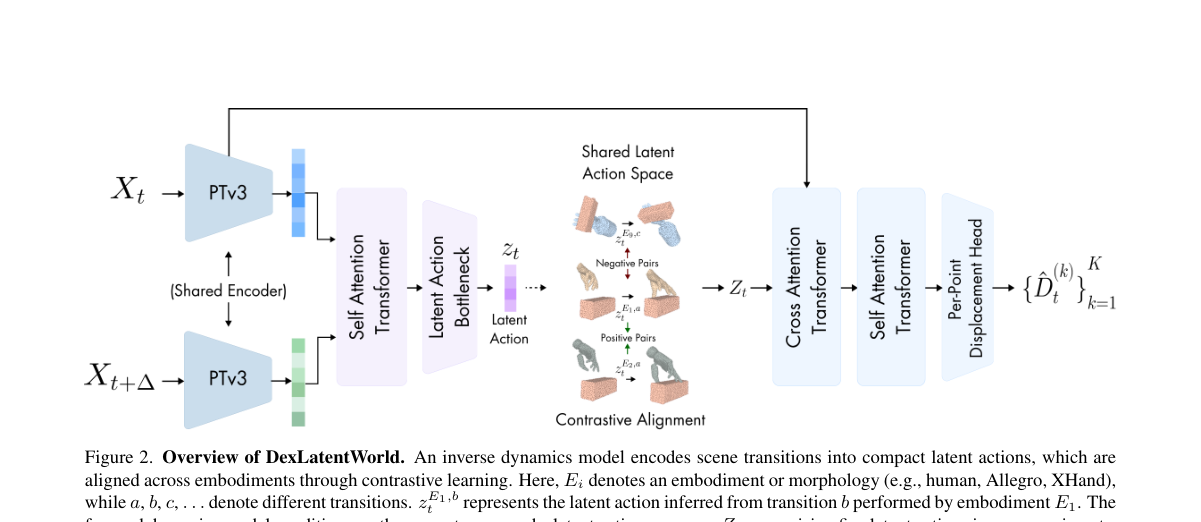 Shared Latent
Action Space
$X_t$
PTv3
(Shared Encoder)
$X_{t+\Delta}$
PTv3
Self Attention
Transformer
Latent Action
Bottleneck
$z_t$
Latent
Action
Negative Pairs
$z_t^{E_1,a}$
Positive Pairs
$z_t^{E_2,a}$
Contrastive Alignment
$Z_t$
Cross Attention
Transformer
Self Attention
Transformer
Per-Point
Displacement Head
$\{\hat{D}_t^{(k)}\}_{k=1}^{K}$
Figure 2. Overview of DexLatentWorld. An inverse dynamics model encodes scene transitions into compact latent actions, which are
aligned across embodiments through contrastive learning. Here, $E_i$ denotes an embodiment or morphology (e.g., human, Allegro, XHand),
while $a, b, c, \ldots$ denote different transitions. $z_t^{E_1,b}$ represents the latent action inferred from transition $b$ performed by embodiment $E_1$. The